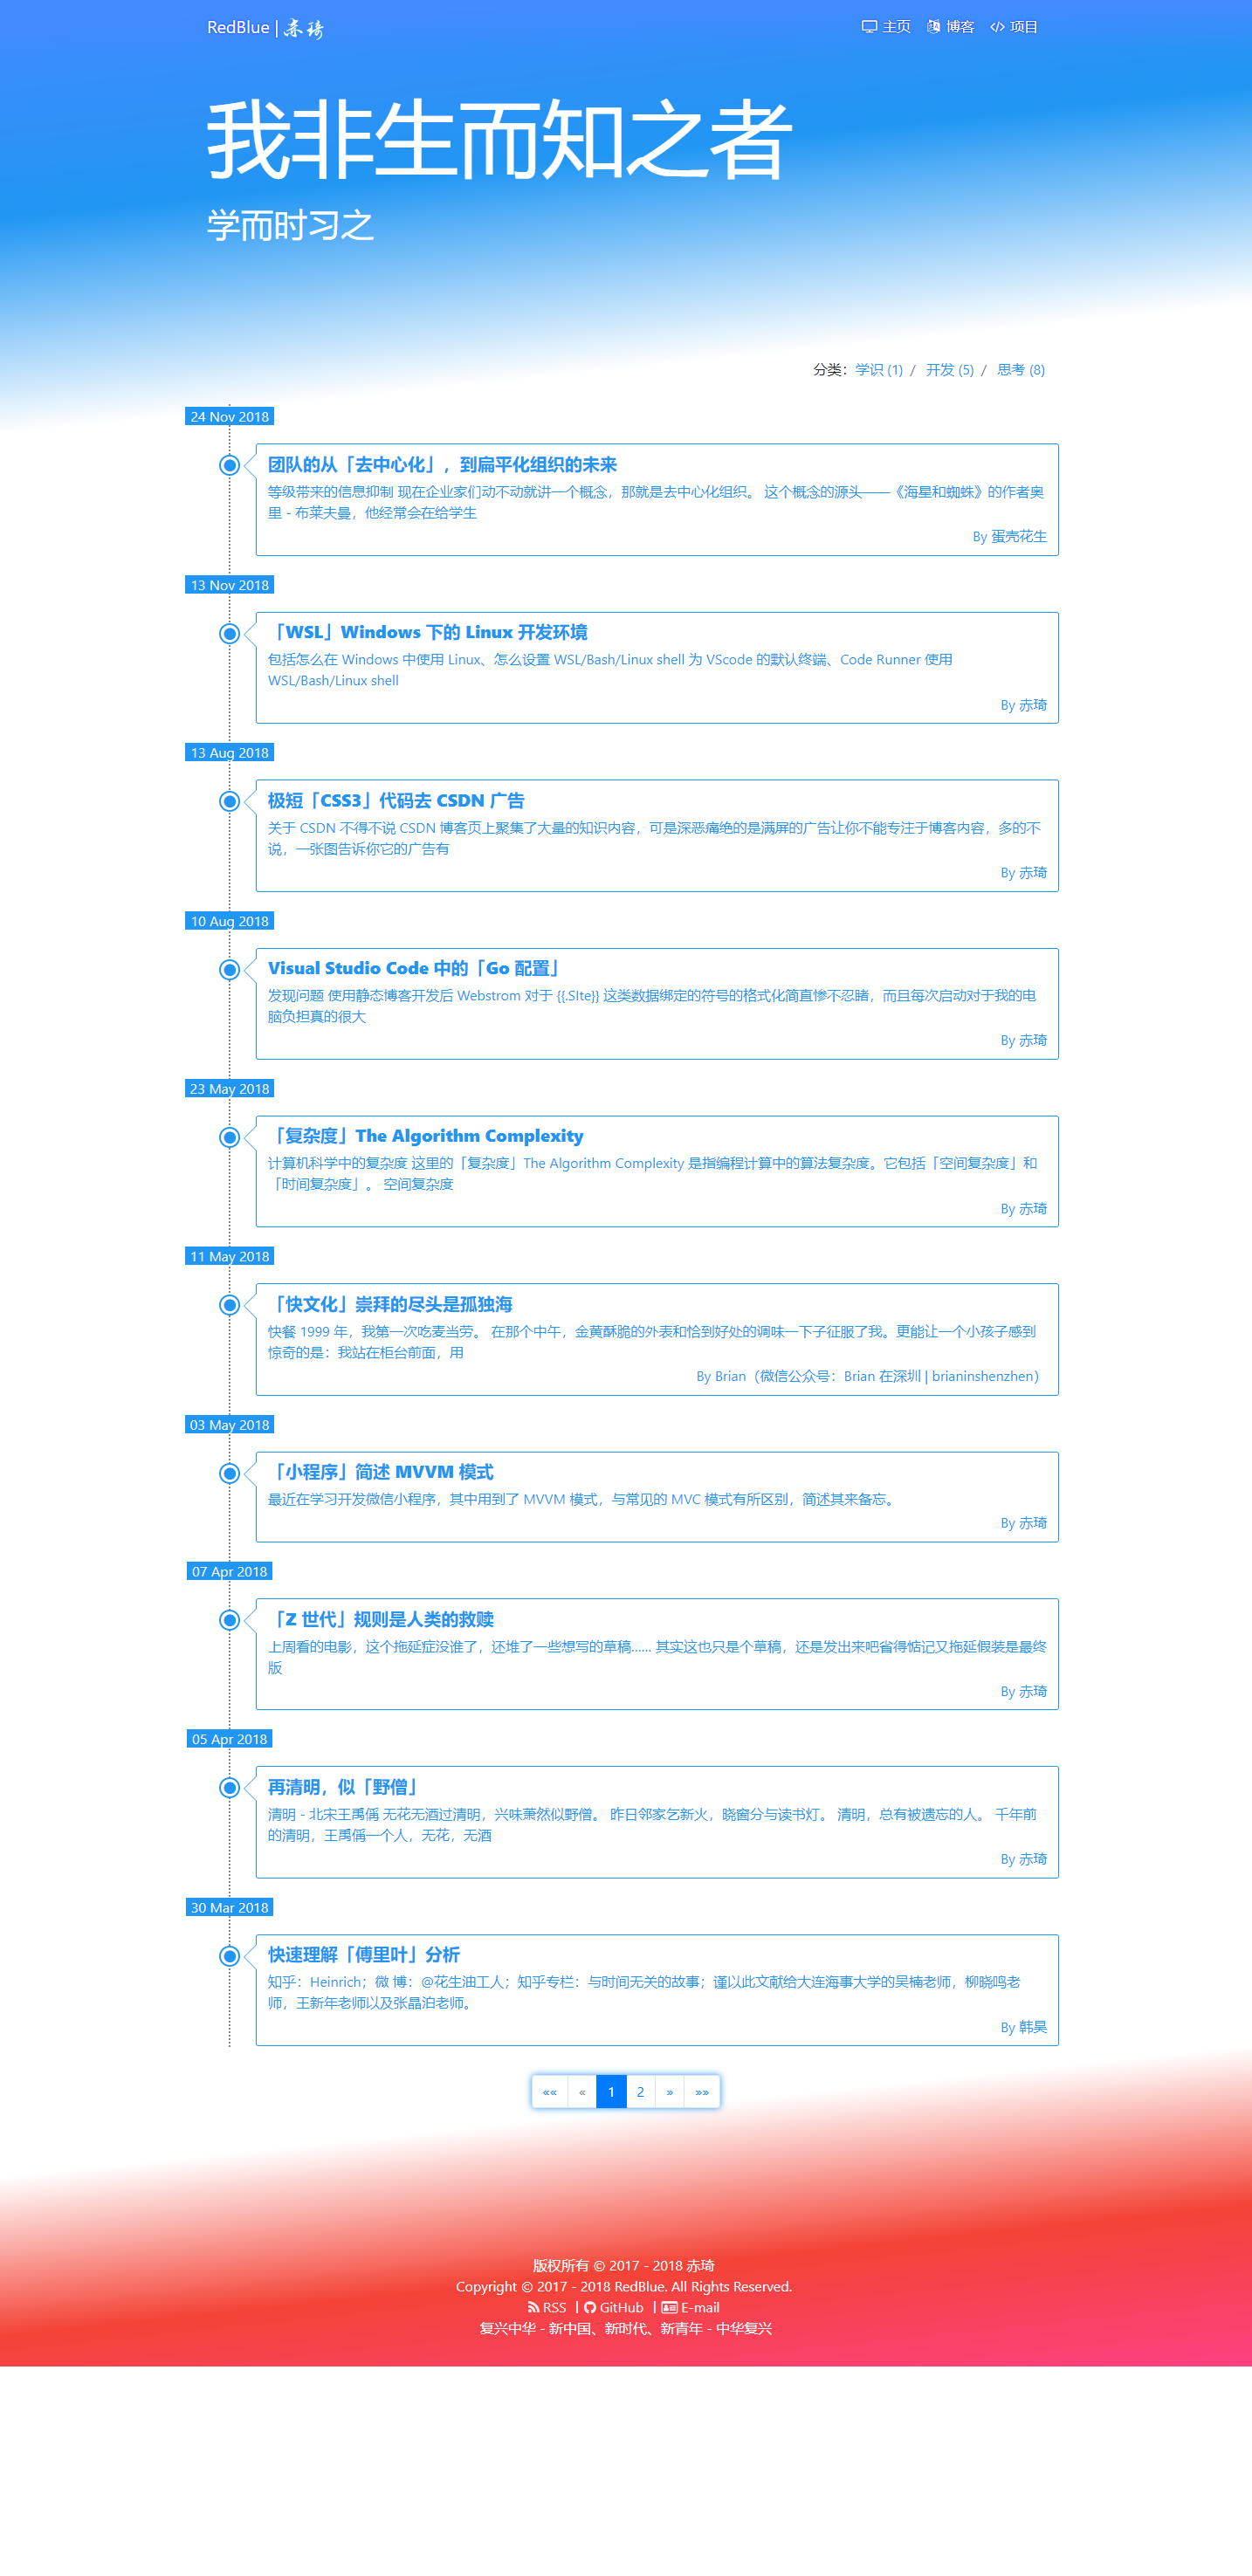 RedBlue | 赤琦
主页 博客 项目
我非生而知之者
学而时习之
分类：学识 (1) / 开发 (5) / 思考 (8)
24 Nov 2018
团队的从「去中心化」，到扁平化组织的未来
等级带来的信息抑制 现在企业家们动不动就讲一个概念，那就是去中心化组织。 这个概念的源头——《海星和蜘蛛》的作者奥
里 - 布莱夫曼，他经常会在给学生
By 蛋壳花生
13 Nov 2018
「WSL」Windows 下的 Linux 开发环境
包括怎么在 Windows 中使用 Linux、怎么设置 WSL/Bash/Linux shell 为 VScode 的默认终端、Code Runner 使用
WSL/Bash/Linux shell
By 赤琦
13 Aug 2018
极短「CSS3」代码去 CSDN 广告
关于 CSDN 不得不说 CSDN 博客页上聚集了大量的知识内容，可是深恶痛绝的是满屏的广告让你不能专注于博客内容，多的不
说，一张图告诉你它的广告有
By 赤琦
10 Aug 2018
Visual Studio Code 中的「Go 配置」
发现问题 使用静态博客开发后 Webstrom 对于 {{.SIte}} 这类数据绑定的符号的格式化简直惨不忍睹，而且每次启动对于我的电
脑负担真的很大
By 赤琦
23 May 2018
「复杂度」The Algorithm Complexity
计算机科学中的复杂度 这里的「复杂度」The Algorithm Complexity 是指编程计算中的算法复杂度。它包括「空间复杂度」和
「时间复杂度」。 空间复杂度
By 赤琦
11 May 2018
「快文化」崇拜的尽头是孤独海
快餐 1999 年，我第一次吃麦当劳。 在那个中午，金黄酥脆的外表和恰到好处的调味一下子征服了我。更能让一个小孩子感到
惊奇的是：我站在柜台前面，用
By Brian（微信公众号：Brian 在深圳 | brianinshenzhen）
03 May 2018
「小程序」简述 MVVM 模式
最近在学习开发微信小程序，其中用到了 MVVM 模式，与常见的 MVC 模式有所区别，简述其来备忘。
By 赤琦
07 Apr 2018
「Z 世代」规则是人类的救赎
上周看的电影，这个拖延症没谁了，还堆了一些想写的草稿…… 其实这也只是个草稿，还是发出来吧省得惦记又拖延假装是最终
版
By 赤琦
05 Apr 2018
再清明，似「野僧」
清明 - 北宋王禹偁 无花无酒过清明，兴味萧然似野僧。 昨日邻家乞新火，晓窗分与读书灯。 清明，总有被遗忘的人。 千年前
的清明，王禹偁一个人，无花，无酒
By 赤琦
30 Mar 2018
快速理解「傅里叶」分析
知乎：Heinrich；微 博：@花生油工人；知乎专栏：与时间无关的故事；谨以此文献给大连海事大学的吴楠老师，柳晓鸣老
师，王新年老师以及张晶泊老师。
By 韩昊
«« « 1 2 » »»
版权所有 © 2017 - 2018 赤琦
Copyright © 2017 - 2018 RedBlue. All Rights Reserved.
RSS | GitHub | E-mail
复兴中华 - 新中国、新时代、新青年 - 中华复兴